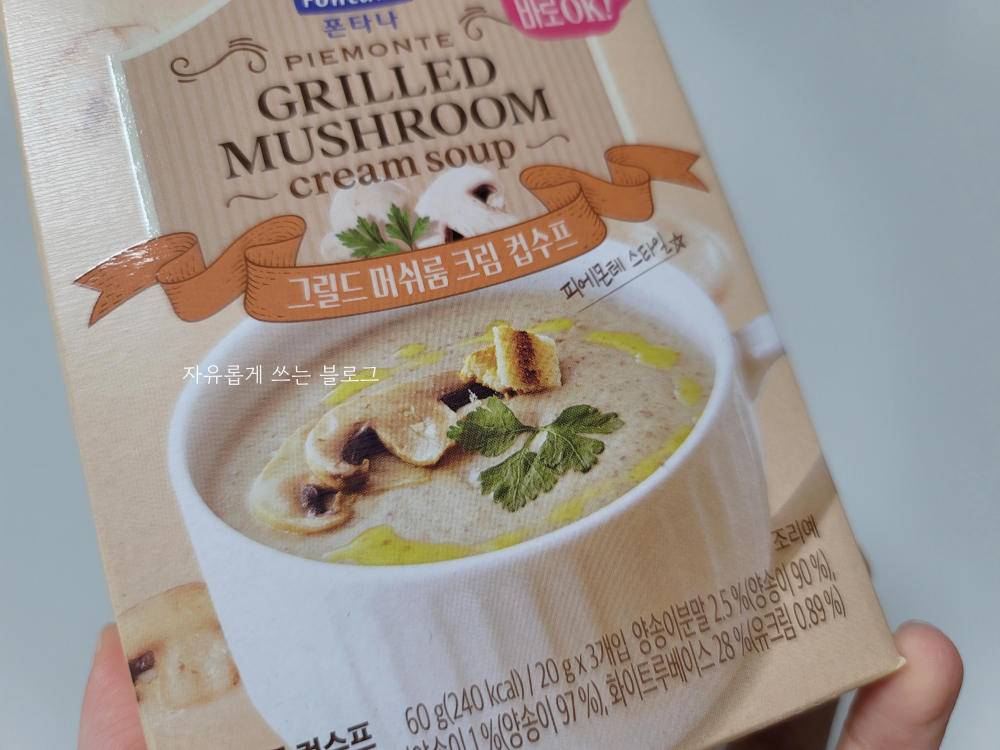 폰타나
바로OK!
PIEMONTE
GRILLED
MUSHROOM
cream soup
그릴드 머쉬룸 크림 컵수프
피에몬테 스타일☆
자유롭게 쓰는 블로그
조리예
60 g(240 kcal) / 20 g x 3개입 양송이분말 2.5 %(양송이 90 %),
1 %(양송이 97 %), 화이트루베이스 28 %(유크림 0.89 %)
컵수프